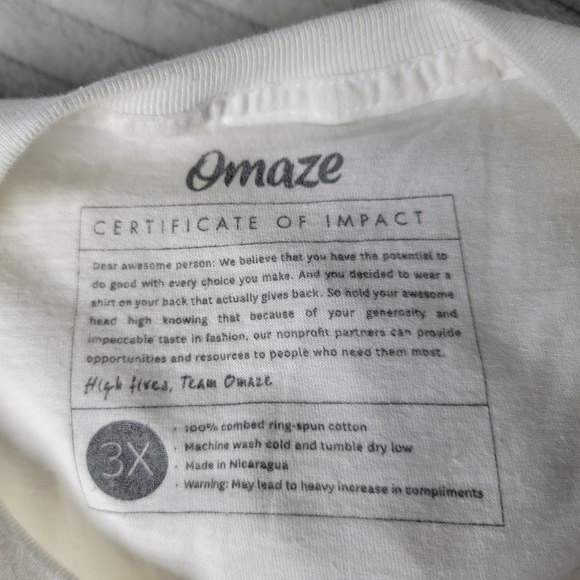 Omaze
CERTIFICATE OF IMPACT
Dear awesome person: We believe that you have the potential to
do good with every choice you make. And you decided to wear a
shirt on your back that actually gives back. So hold your awesome
head high knowing that because of your generosity and
impeccable taste in fashion, our nonprofit partners can provide
opportunities and resources to people who need them most.
High fives, Team Omaze
3X
• 100% combed ring-spun cotton
• Machine wash cold and tumble dry low
• Made in Nicaragua
• Warning: May lead to heavy increase in compliments